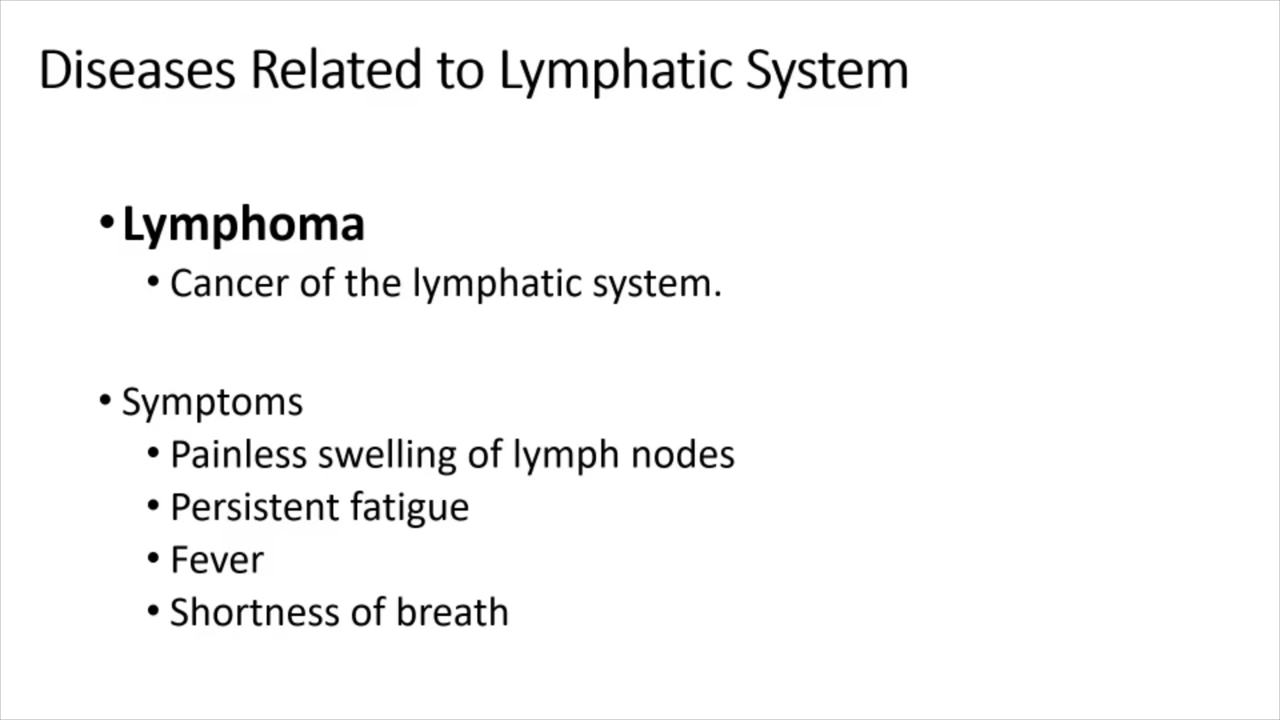 Diseases Related to Lymphatic System
•Lymphoma
• Cancer of the lymphatic system.
• Symptoms
• Painless swelling of lymph nodes
• Persistent fatigue
• Fever
• Shortness of breath